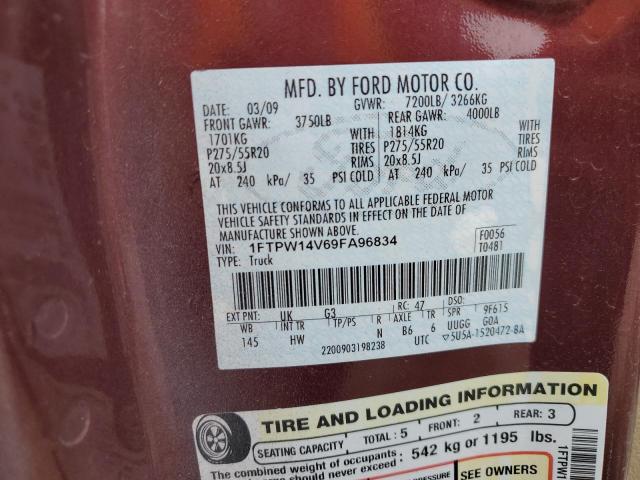 MFD. BY FORD MOTOR CO.
DATE: 03/09 GVWR: 7200LB/ 3266KG
FRONT GAWR: 3750LB REAR GAWR: 4000LB
1701KG WITH 1814KG WITH
P275/55R20 TIRES P275/55R20 TIRES
20x8.5J RIMS 20x8.5J RIMS
AT 240 kPa/ 35 PSI COLD AT 240 kPa/ 35 PSI COLD
THIS VEHICLE CONFORMS TO ALL APPLICABLE FEDERAL MOTOR
VEHICLE SAFETY STANDARDS IN EFFECT ON THE DATE OF
MANUFACTURE SHOWN ABOVE.
VIN: 1FTPW14V69FA96834 F0056
TYPE: Truck T0481
EXT PNT: UK G3 RC: 47 DSO:
WB INT TR TP/PS R AXLE TR SPR 9F615
145 HW N B6 6 UUGG GOA
2200903198238 UTC ▽5U5A-1520472-BA
TIRE AND LOADING INFORMATION
SEATING CAPACITY TOTAL: 5 FRONT: 2 REAR: 3
The combined weight of occupants
should never exceed: 542 kg or 1195 lbs.
SEE OWNERS
1FTPW1